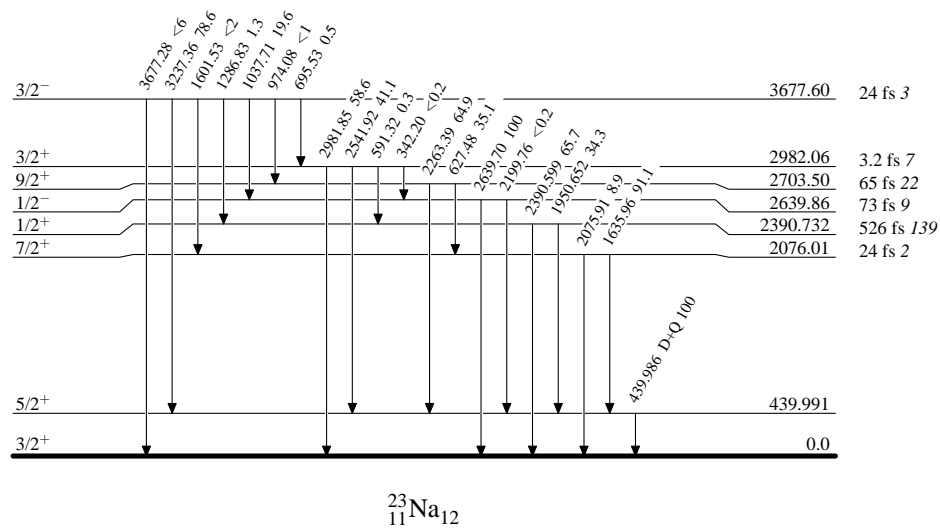 3677.28 <6
3237.36 78.6
1601.53 <2
1286.83 1.3
1037.71 19.6
974.08 <1
695.53 0.5
3/2⁻ 3677.60 24 fs 3
2981.85 58.6
2541.92 41.1
591.32 0.3
342.20 <0.2
3/2⁺ 2982.06 3.2 fs 7
2263.39 64.9
627.48 35.1
9/2⁺ 2703.50 65 fs 22
2639.70 100
2199.76 <0.2
1/2⁻ 2639.86 73 fs 9
2390.599 65.7
1950.652 34.3
1/2⁺ 2390.732 526 fs 139
2075.91 8.9
1635.96 91.1
7/2⁺ 2076.01 24 fs 2
439.986 D+Q 100
5/2⁺ 439.991
3/2⁺ 0.0
²³₁₁Na₁₂